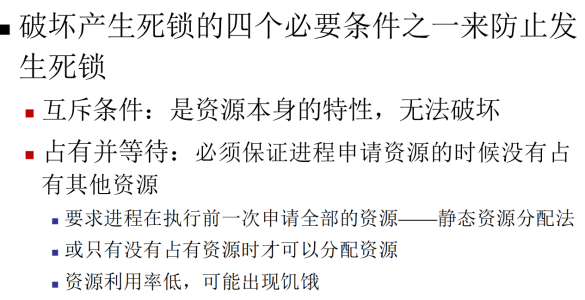 破坏产生死锁的四个必要条件之一来防止发
生死锁
互斥条件：是资源本身的特性，无法破坏
占有并等待：必须保证进程申请资源的时候没有占
有其他资源
要求进程在执行前一次申请全部的资源——静态资源分配法
或只有没有占有资源时才可以分配资源
资源利用率低，可能出现饥饿